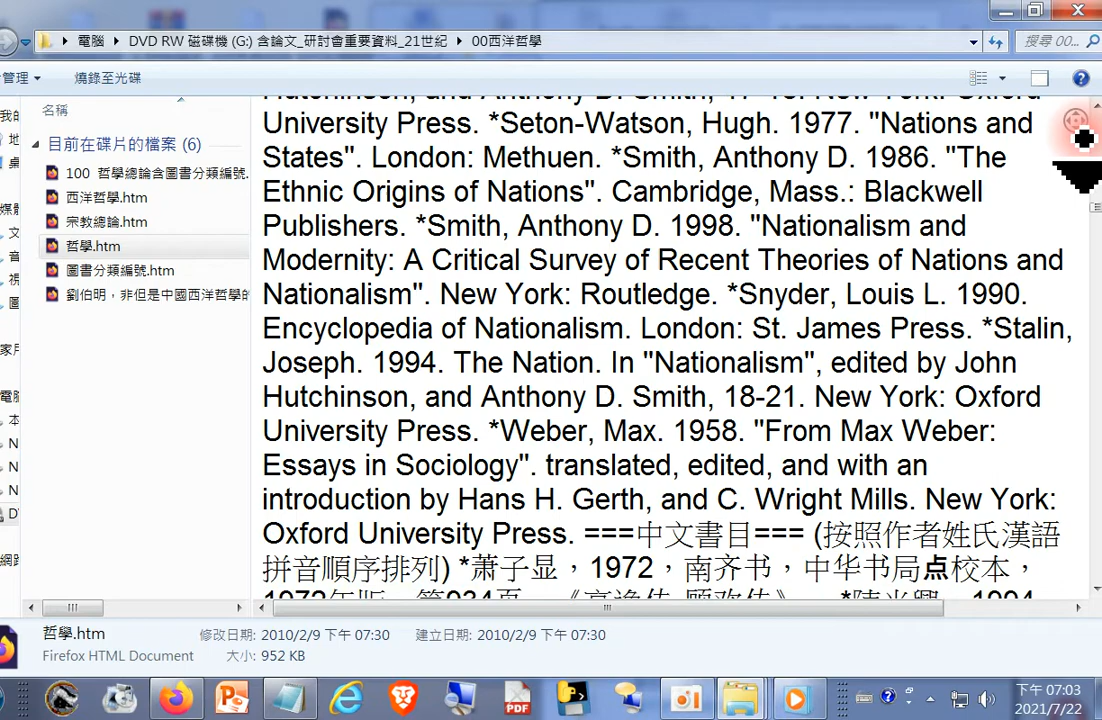 電腦 DVD RW 磁碟機 (G:) 含論文_研討會重要資料_21世紀 00西洋哲學
搜尋 00...
管理 燒錄至光碟
名稱
目前在碟片的檔案 (6)
100 哲學總論含圖書分類編號.
西洋哲學.htm
宗教總論.htm
哲學.htm
圖書分類編號.htm
劉伯明，非但是中國西洋哲學的
University Press. *Seton-Watson, Hugh. 1977. "Nations and
States". London: Methuen. *Smith, Anthony D. 1986. "The
Ethnic Origins of Nations". Cambridge, Mass.: Blackwell
Publishers. *Smith, Anthony D. 1998. "Nationalism and
Modernity: A Critical Survey of Recent Theories of Nations and
Nationalism". New York: Routledge. *Snyder, Louis L. 1990.
Encyclopedia of Nationalism. London: St. James Press. *Stalin,
Joseph. 1994. The Nation. In "Nationalism", edited by John
Hutchinson, and Anthony D. Smith, 18-21. New York: Oxford
University Press. *Weber, Max. 1958. "From Max Weber:
Essays in Sociology". translated, edited, and with an
introduction by Hans H. Gerth, and C. Wright Mills. New York:
Oxford University Press. ===中文書目=== (按照作者姓氏漢語
拼音順序排列) *萧子显，1972，南齐书，中华书局点校本，
哲學.htm
修改日期: 2010/2/9 下午 07:30 建立日期: 2010/2/9 下午 07:30
Firefox HTML Document 大小: 952 KB
PDF
下午 07:03
2021/7/22